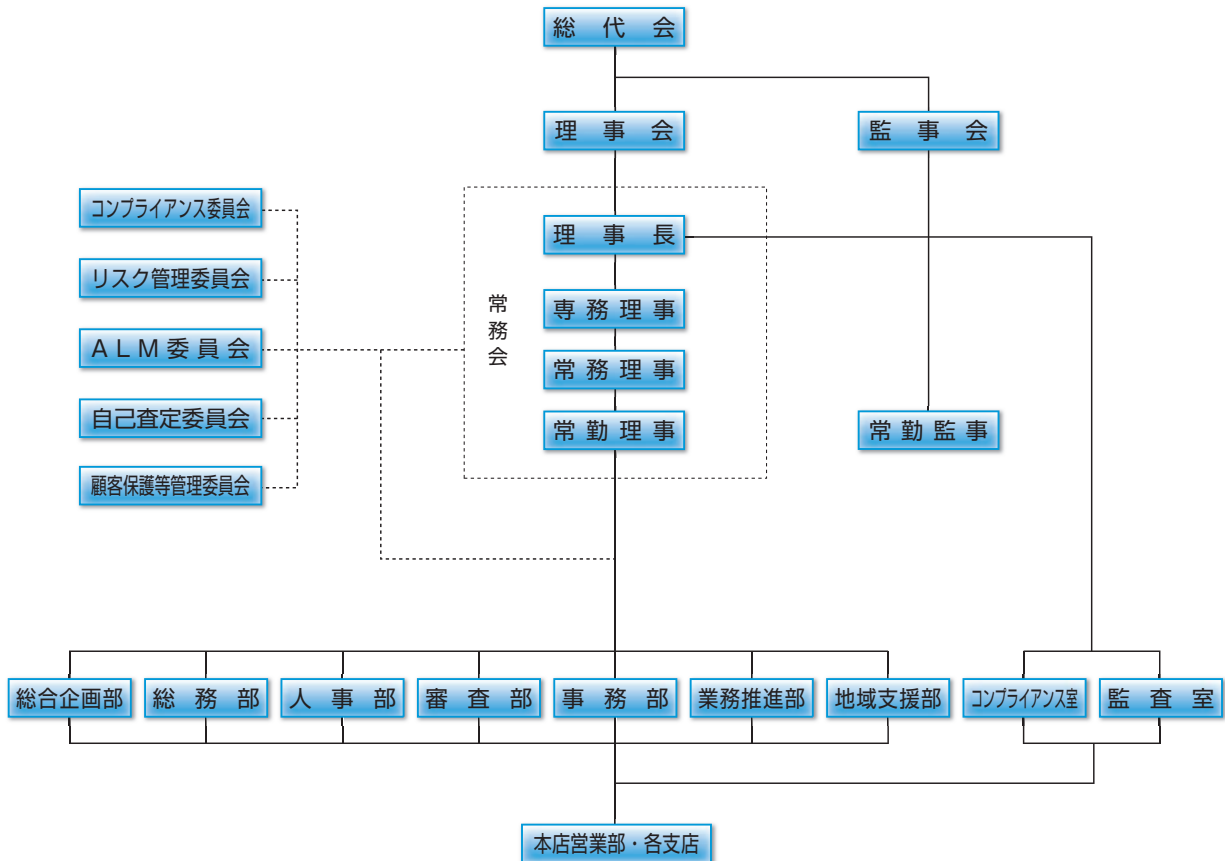 総代会
理事会
監事会
コンプライアンス委員会
リスク管理委員会
ALM委員会
自己査定委員会
顧客保護等管理委員会
常務会
理事長
専務理事
常務理事
常勤理事
常勤監事
総合企画部
総務部
人事部
審査部
事務部
業務推進部
地域支援部
コンプライアンス室
監査室
本店営業部・各支店